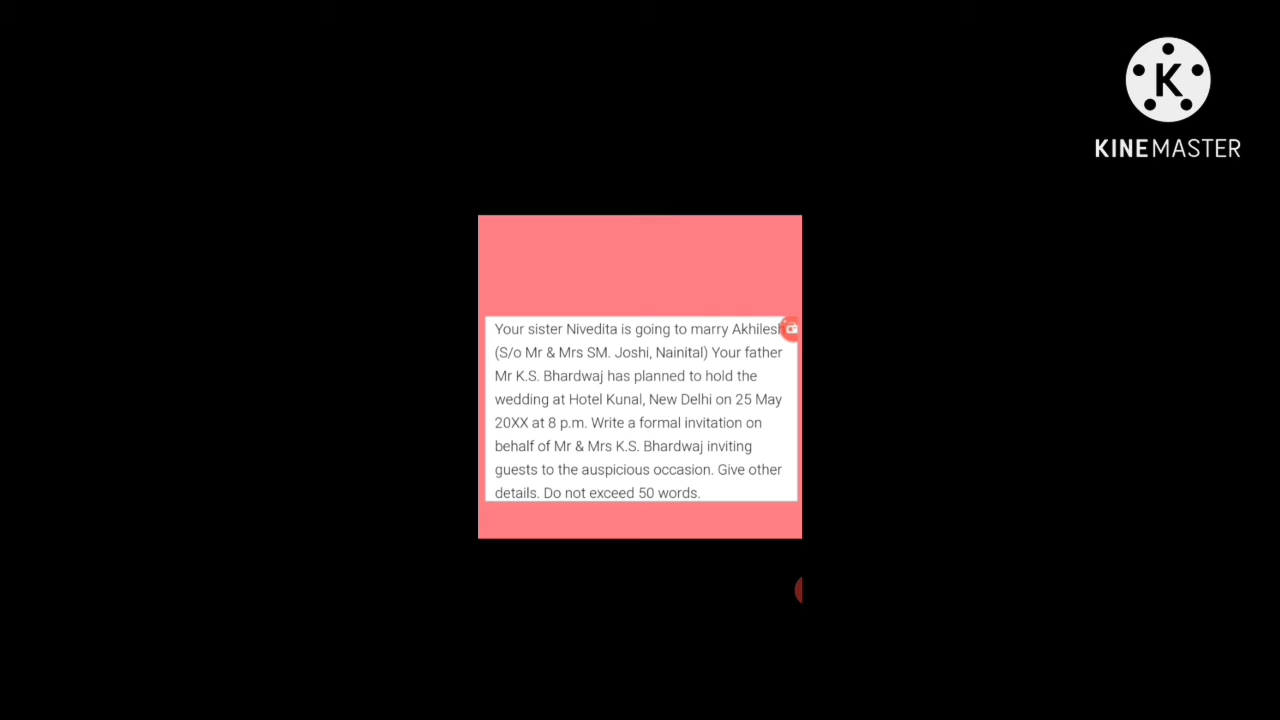 K
KINEMASTER
Your sister Nivedita is going to marry Akhilesh
(S/o Mr & Mrs SM. Joshi, Nainital) Your father
Mr K.S. Bhardwaj has planned to hold the
wedding at Hotel Kunal, New Delhi on 25 May
20XX at 8 p.m. Write a formal invitation on
behalf of Mr & Mrs K.S. Bhardwaj inviting
guests to the auspicious occasion. Give other
details. Do not exceed 50 words.